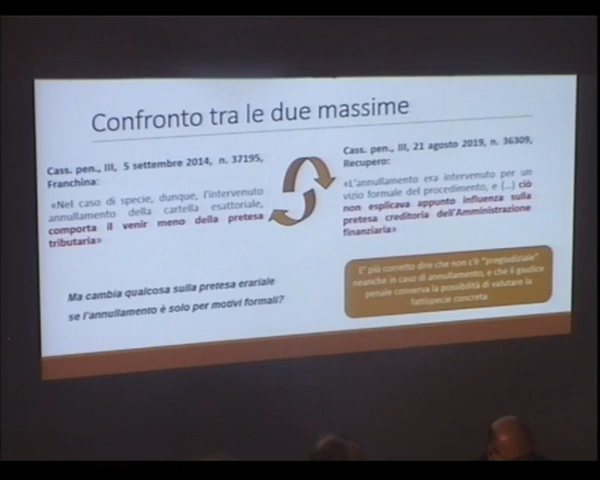 Confronto tra le due massime
Cass. pen., III, 5 settembre 2014, n. 37195,
Franchina:
«Nel caso di specie, dunque, l'intervenuto
annullamento della cartella esattoriale,
comporta il venir meno della pretesa
tributaria»
Ma cambia qualcosa sulla pretesa erariale
se l'annullamento è solo per motivi formali?
Cass. pen., III, 21 agosto 2019, n. 36309,
Recupero:
«L'annullamento era intervenuto per un
vizio formale del procedimento, e (...) ciò
non esplicava appunto influenza sulla
pretesa creditoria dell'Amministrazione
finanziaria»
E' più corretto dire che non c'è "pregiudiziale"
neanche in caso di annullamento, e che il giudice
penale conserva la possibilità di valutare la
fattispecie concreta